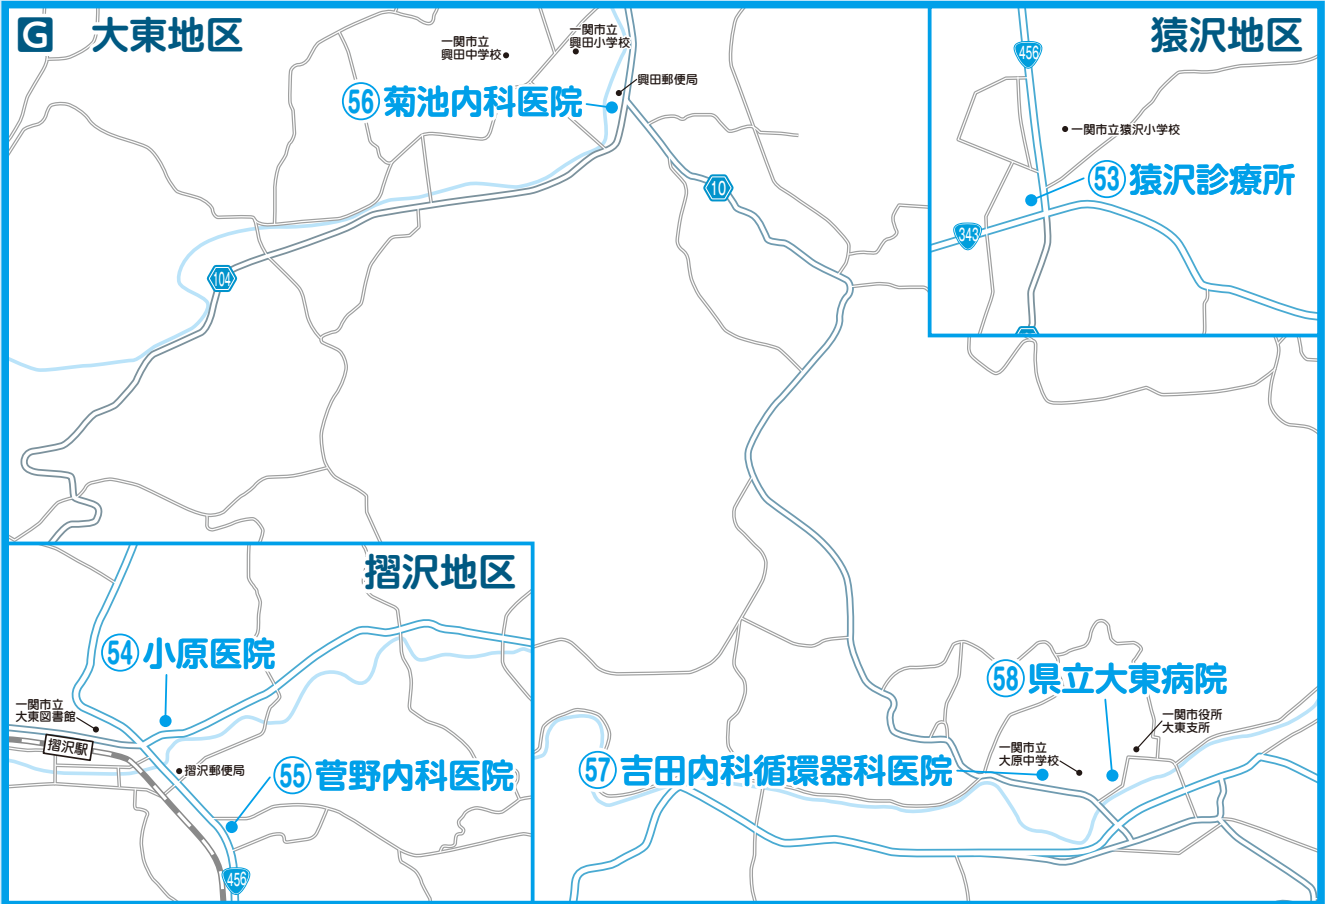 G 大東地区
一関市立
興田中学校
一関市立
興田小学校
興田郵便局
56 菊池内科医院
10
104
猿沢地区
456
一関市立猿沢小学校
53 猿沢診療所
343
摺沢地区
54 小原医院
一関市立
大東図書館
摺沢駅
摺沢郵便局
55 菅野内科医院
456
58 県立大東病院
一関市役所
大東支所
一関市立
大原中学校
57 吉田内科循環器科医院